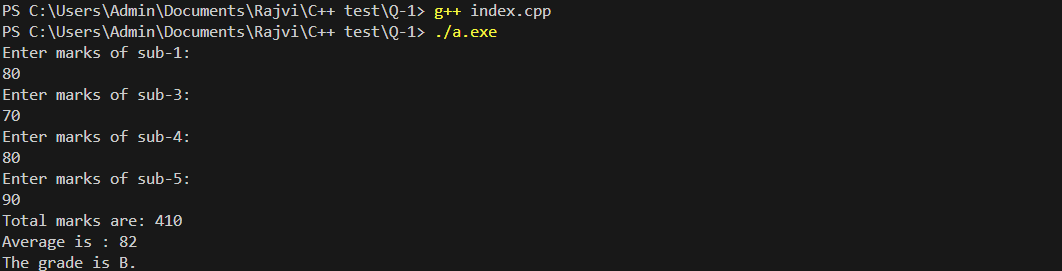 PS C:\Users\Admin\Documents\Rajvi\C++ test\Q-1> g++ index.cpp
PS C:\Users\Admin\Documents\Rajvi\C++ test\Q-1> ./a.exe
Enter marks of sub-1:
80
Enter marks of sub-3:
70
Enter marks of sub-4:
80
Enter marks of sub-5:
90
Total marks are: 410
Average is : 82
The grade is B.